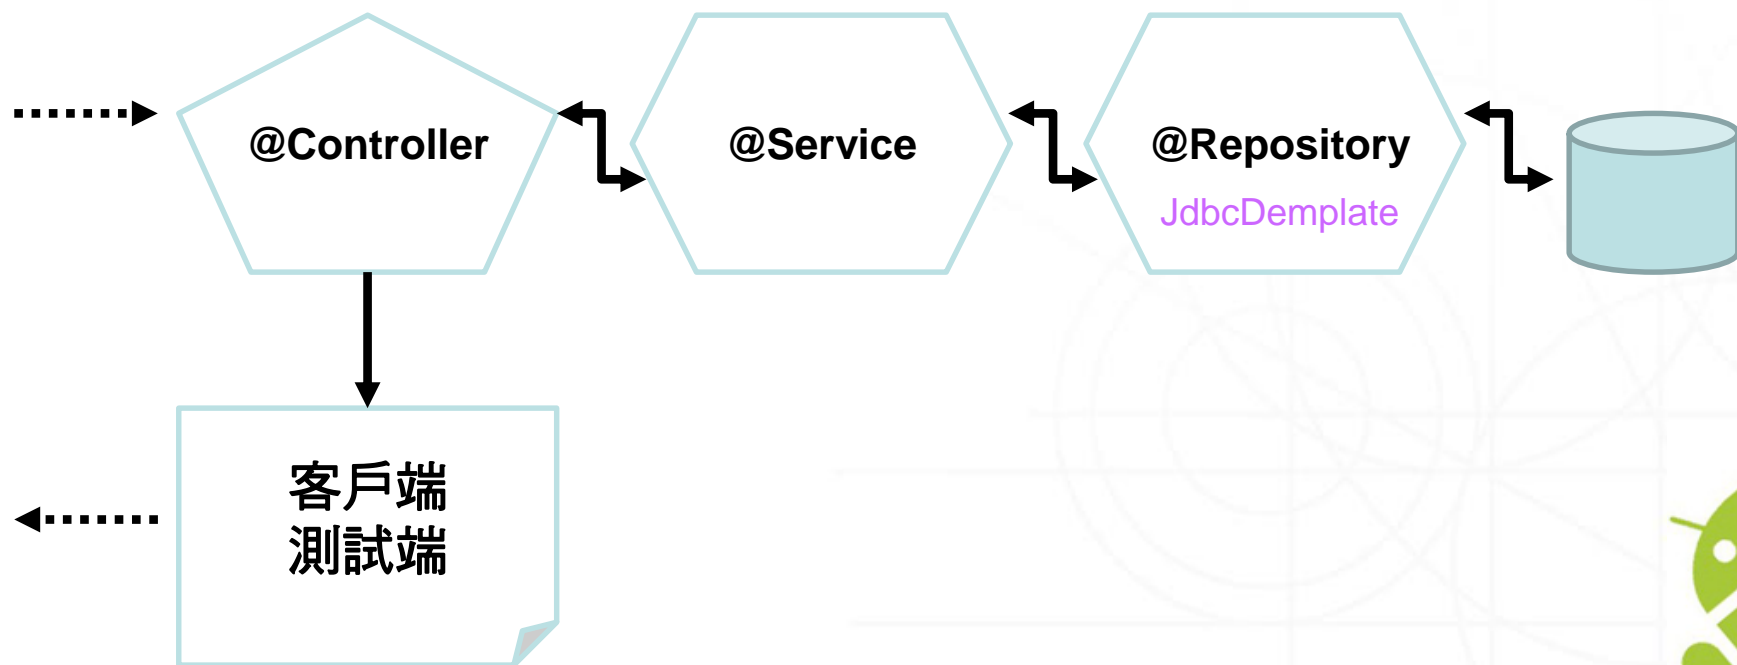 @Controller
@Service
@Repository
JdbcDemplate
客戶端
測試端